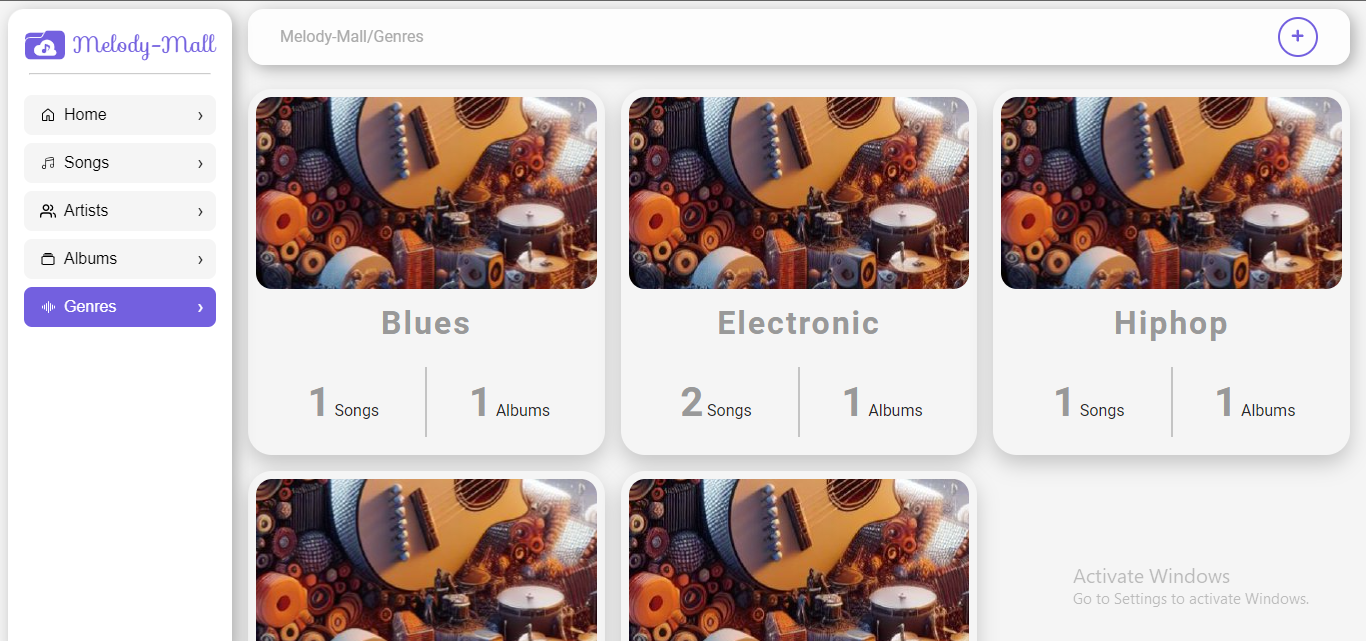 Melody-Mall
Home ›
Songs ›
Artists ›
Albums ›
Genres ›
Melody-Mall/Genres
+
Blues
1 Songs
1 Albums
Electronic
2 Songs
1 Albums
Hiphop
1 Songs
1 Albums
Activate Windows
Go to Settings to activate Windows.